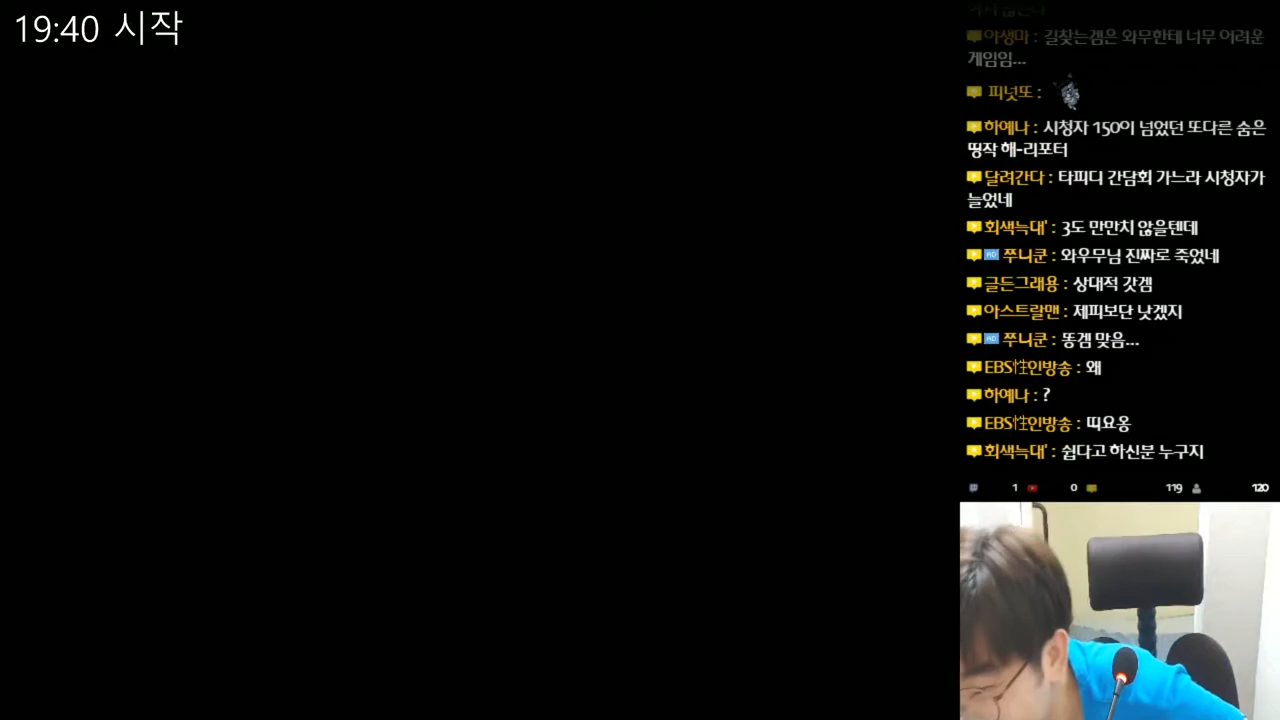 19:40 시작
야생마 : 길찾는겜은 와무한테 너무 어려운
게임임...
피넛또 :
하예나 : 시청자 150이 넘었던 또다른 숨은
띵작 해-리포터
달려간다 : 타피디 간담회 가느라 시청자가
늘었네
회색늑대' : 3도 만만치 않을텐데
쭈니쿤 : 와우무님 진짜로 죽었네
글든그래용 : 상대적 갓겜
아스트랄맨 : 제피보단 낫겠지
쭈니쿤 : 똥겜 맞음...
EBS性인방송 : 왜
하예나 : ?
EBS性인방송 : 띠요옹
회색늑대' : 쉽다고 하신분 누구지
1 0 119 120